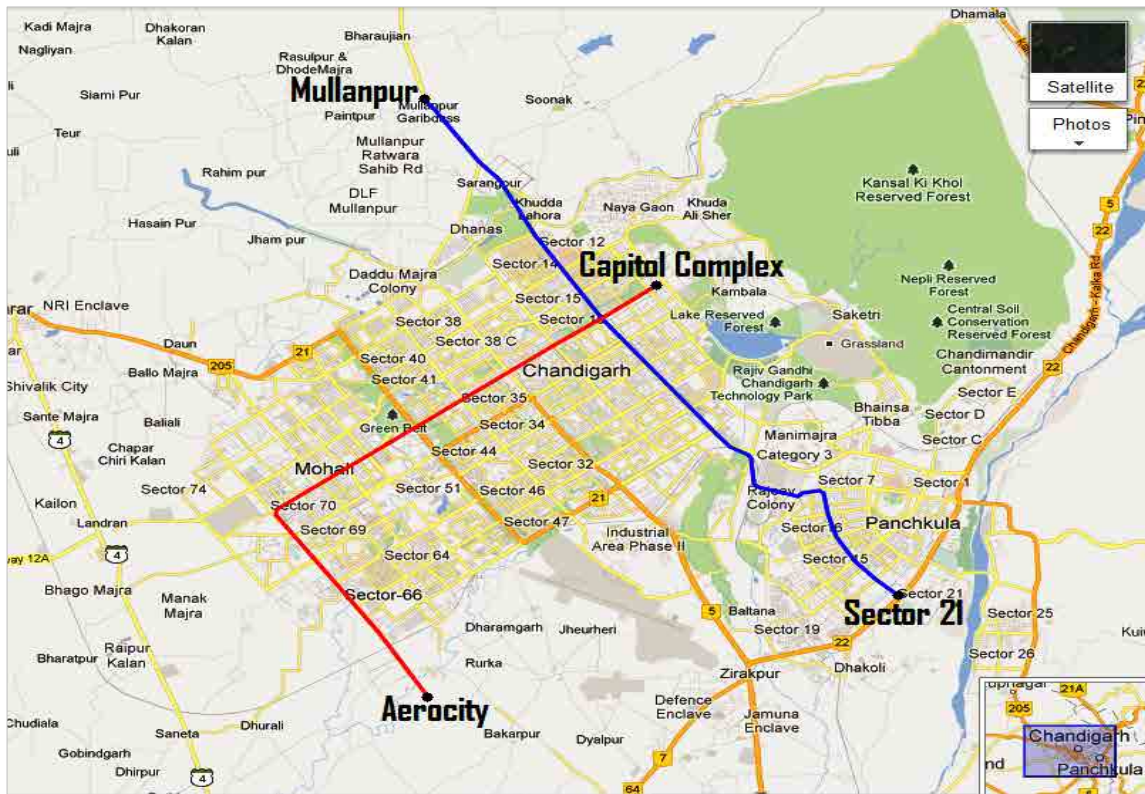 Kadi Majra
Nagliyan
Dhakoran
Kalan
Bharaujian
Dhamala
Rasulpur &
DhodeMajra
Siami Pur
Mullanpur
Mullanpur
Garibdass
Soonak
Paintpur
Satellite
Photos
Teur
Mullanpur
Ratwara
Sahib Rd
Rahim pur
DLF
Mullanpur
Sarangpur
Khudda
Lahora
Naya Gaon
Khuda
Ali Sher
Kansal Ki Khol
Reserved Forest
5
22
Hasain Pur
Jham pur
Dhanas
Sector 12
Sector 14
Daddu Majra
Colony
Capitol Complex
Nepli Reserved
Forest
Chandigarh - Kalka Rd
NRI Enclave
Sector 15
Kambala
Lake Reserved
Forest
Saketri
Central Soil
Conservation
Reserved Forest
Daun
21
205
Sector 38
Sector 38 C
Grassland
Chandimandir
Cantonment
22
Ballo Majra
Sector 40
Sector 41
Chandigarh
Rajiv Gandhi
Chandigarh
Technology Park
Shivalik City
Sante Majra
Baliali
Sector 35
Bhainsa
Tibba
Sector E
Sector D
Green Belt
Sector 34
Manimajra
Sector C
4
Chapar
Chiri Kalan
Sector 44
Category 3
Mohali
Sector 32
Sector 74
Sector 51
Sector 46
21
Rajeev
Colony
Sector 7
Sector 1
Kailon
Sector 70
Landran
Sector 69
Sector 47
Industrial
Area Phase II
Panchkula
4
Sector 64
Sector 15
Bhago Majra
Manak
Majra
Sector-66
Sector 21
Sector 21
5
Baltana
Sector 19
22
Sector 25
Sector 26
Dharamgarh
Jheurheri
Raipur
Kalan
Bharatpur
Rurka
Zirakpur
Dhakoli
Aerocity
Defence
Enclave
Jamuna
Enclave
Chudiala
Saneta
Dhurali
Bakarpur
Dyalpur
Gobindgarh
Dhirpur
4
7
64
21A
205
Chandigarh
Panchkula